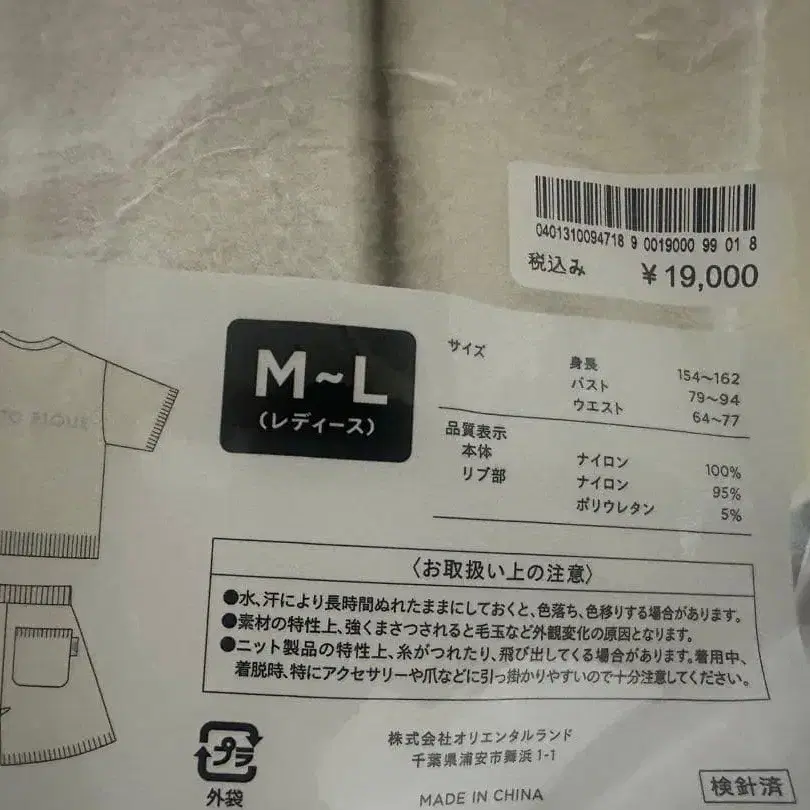 0401310094718 9 0019000 99 01 8
税込み ¥19,000
M~L
(レディース)
サイズ
身長 154~162
バスト 79~94
ウエスト 64~77
品質表示
本体 ナイロン 100%
リブ部 ナイロン 95%
ポリウレタン 5%
〈お取扱い上の注意〉
●水、汗により長時間ぬれたままにしておくと、色落ち、色移りする場合があります。
●素材の特性上、強くまさつされると毛玉など外観変化の原因となります。
●ニット製品の特性上、糸がつれたり、飛び出してくる場合があります。着用中、
着脱時、特にアクセサリーや爪などに引っ掛かりやすいので十分注意してください。
プラ
外袋
株式会社オリエンタルランド
千葉県浦安市舞浜1-1
MADE IN CHINA
検針済